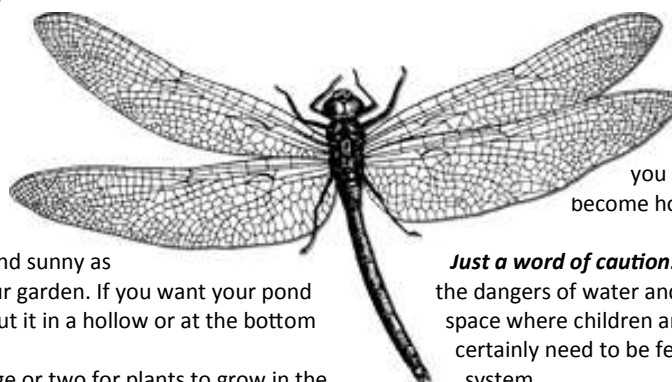 nd sunny as
ur garden. If you want your pond
ut it in a hollow or at the bottom
ge or two for plants to grow in the
you
become ho
Just a word of caution
the dangers of water and
space where children a
certainly need to be fe
system